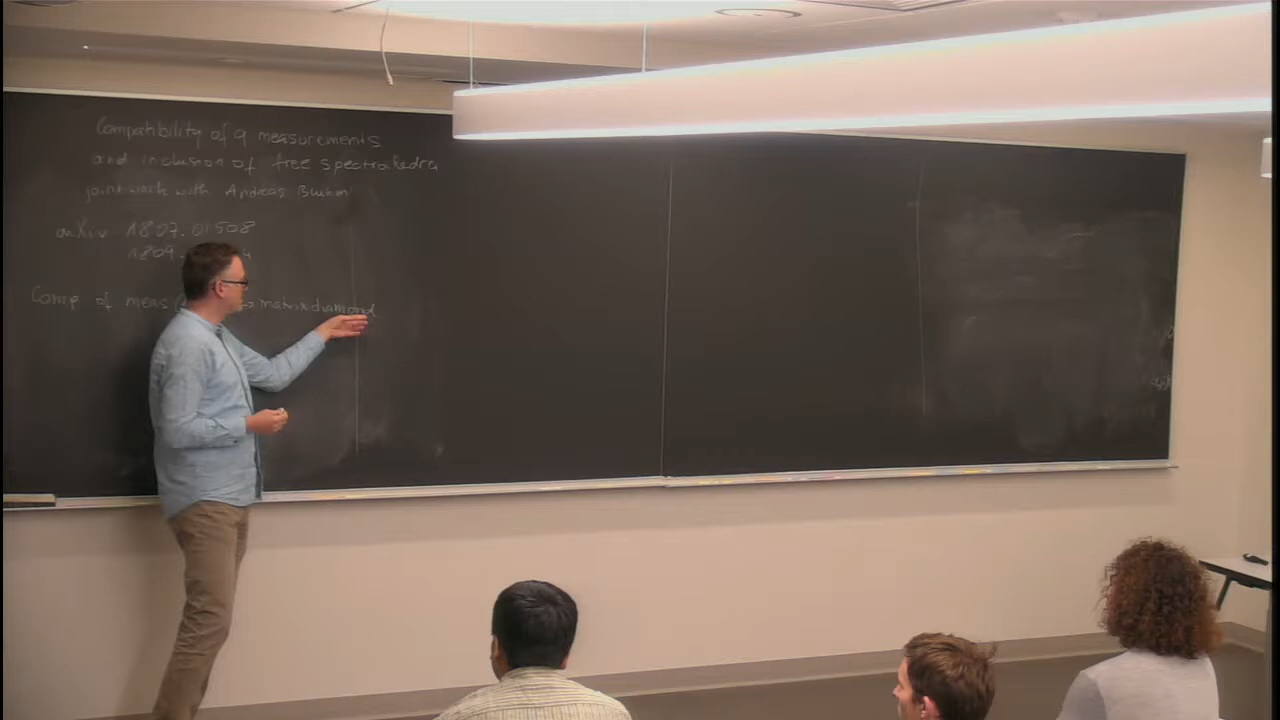 Compatibility of q measurements
and inclusion of free spectrahedra
joint work with Andreas Bluhm
arXiv 1807.01508
1809.
Comp of meas matrix diamond